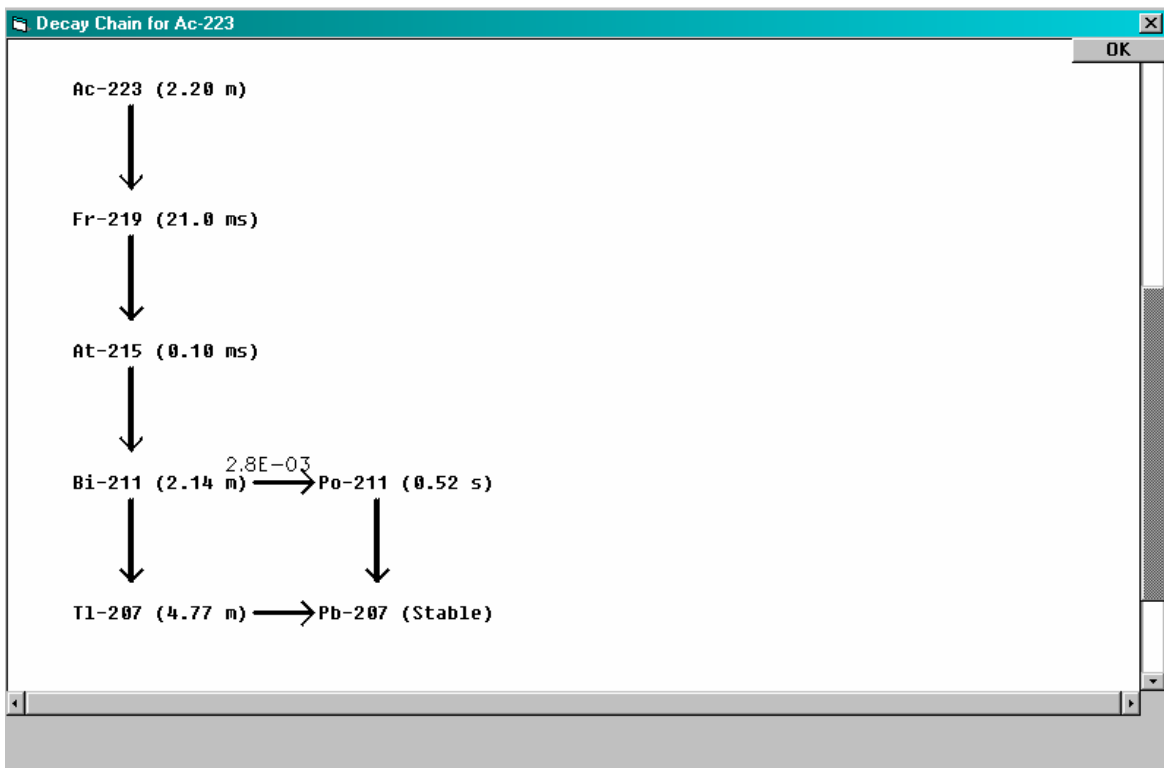 Decay Chain for Ac-223
OK
Ac-223 (2.20 m)
Fr-219 (21.0 ms)
At-215 (0.10 ms)
2.8E-03
Bi-211 (2.14 m) Po-211 (0.52 s)
Tl-207 (4.77 m) Pb-207 (Stable)